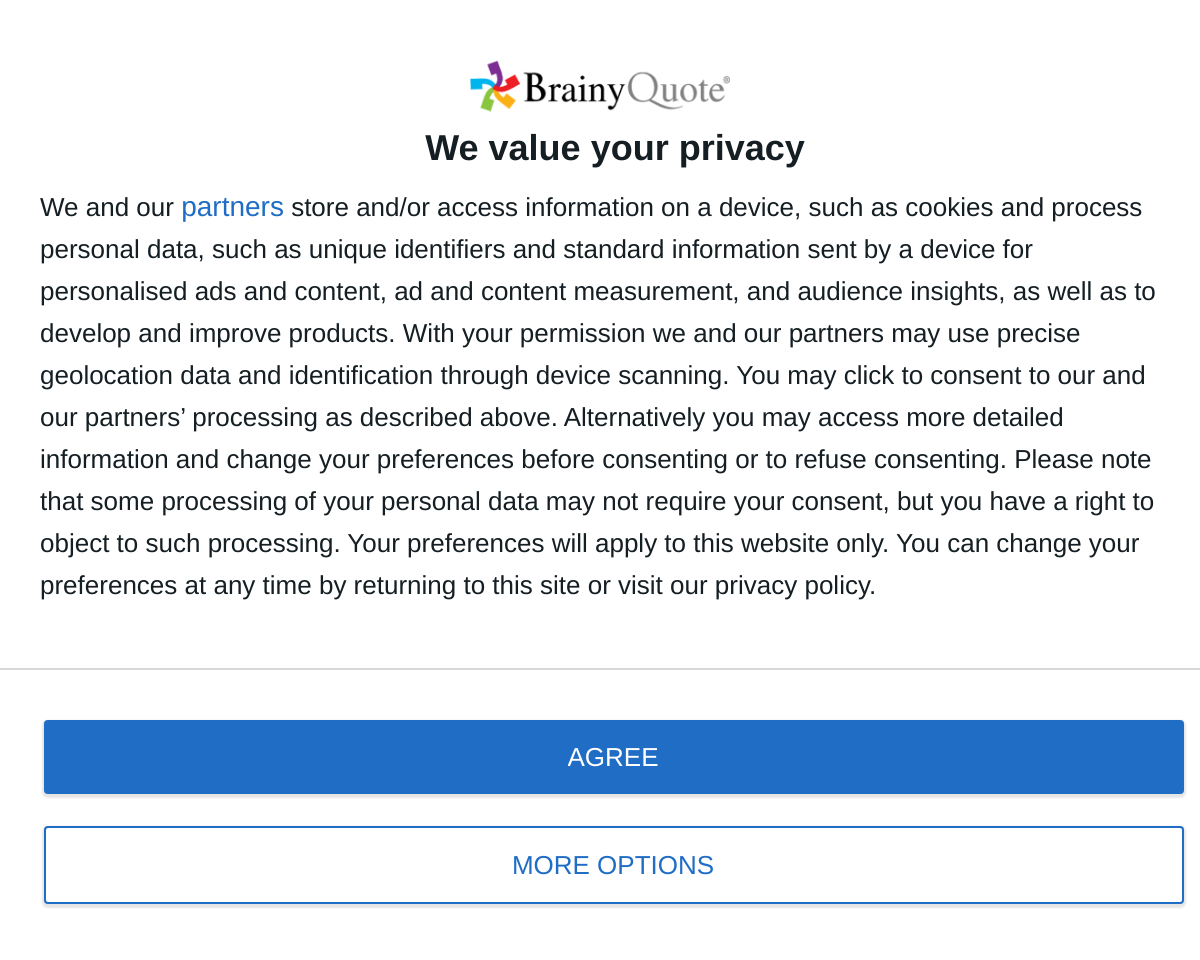 BrainyQuote®
We value your privacy
We and our partners store and/or access information on a device, such as cookies and process
personal data, such as unique identifiers and standard information sent by a device for
personalised ads and content, ad and content measurement, and audience insights, as well as to
develop and improve products. With your permission we and our partners may use precise
geolocation data and identification through device scanning. You may click to consent to our and
our partners’ processing as described above. Alternatively you may access more detailed
information and change your preferences before consenting or to refuse consenting. Please note
that some processing of your personal data may not require your consent, but you have a right to
object to such processing. Your preferences will apply to this website only. You can change your
preferences at any time by returning to this site or visit our privacy policy.
AGREE
MORE OPTIONS